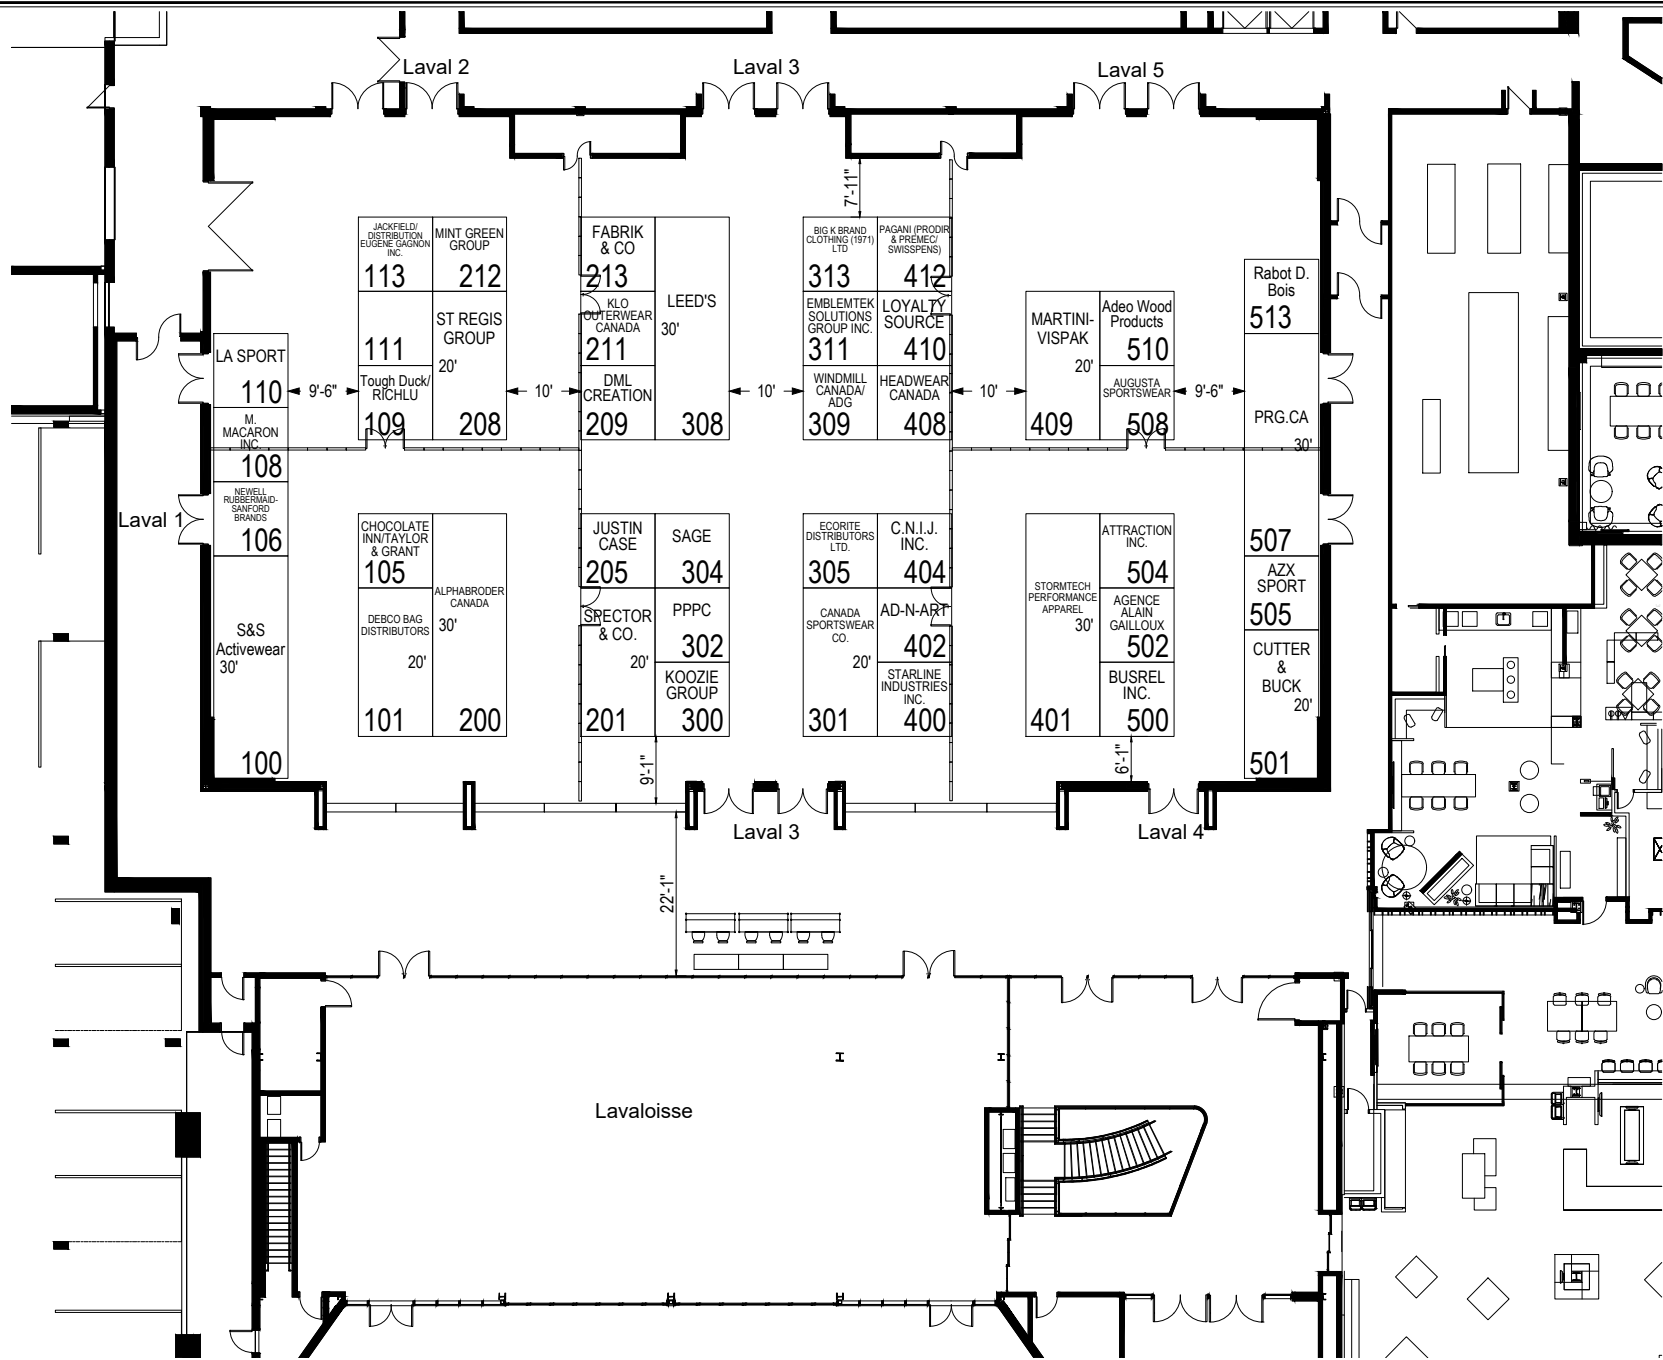 Laval 2
Laval 3
Laval 5
7'-11"
JACKFIELD/
DISTRIBUTION
EUGENE GAGNON
INC.
113
MINT GREEN
GROUP
212
FABRIK
& CO
213
LEED'S
30'
308
BIG K BRAND
CLOTHING (1971)
LTD
313
PAGANI (PRODIR
& PREMEC/
SWISSPENS)
412
Rabot D.
Bois
513
111
ST REGIS
GROUP
20'
208
KLO
OUTERWEAR
CANADA
211
EMBLEMTEK
SOLUTIONS
GROUP INC.
311
LOYALTY
SOURCE
410
MARTINI-
VISPAK
20'
409
Adeo Wood
Products
510
LA SPORT
110
9'-6"
Tough Duck/
RICHLU
109
10'
DML
CREATION
209
10'
WINDMILL
CANADA/
ADG
309
HEADWEAR
CANADA
408
10'
AUGUSTA
SPORTSWEAR
508
9'-6"
PRG.CA
30'
507
M.
MACARON
INC.
108
Laval 1
NEWELL
RUBBERMAID-
SANFORD
BRANDS
106
CHOCOLATE
INN/TAYLOR
& GRANT
105
ALPHABRODER
CANADA
30'
200
JUSTIN
CASE
205
SAGE
304
ECORITE
DISTRIBUTORS
LTD.
305
C.N.I.J.
INC.
404
STORMTECH
PERFORMANCE
APPAREL
30'
401
ATTRACTION
INC.
504
AZX
SPORT
505
S&S
Activewear
30'
100
DEBCO BAG
DISTRIBUTORS
20'
101
SPECTOR
& CO.
20'
201
PPPC
302
CANADA
SPORTSWEAR
CO.
20'
301
AD-N-ART
402
AGENCE
ALAIN
GAILLOUX
502
CUTTER
&
BUCK
20'
501
KOOZIE
GROUP
300
STARLINE
INDUSTRIES
INC.
400
BUSREL
INC.
500
9'-1"
6'-1"
Laval 3
Laval 4
22'-1"
Lavaloisse